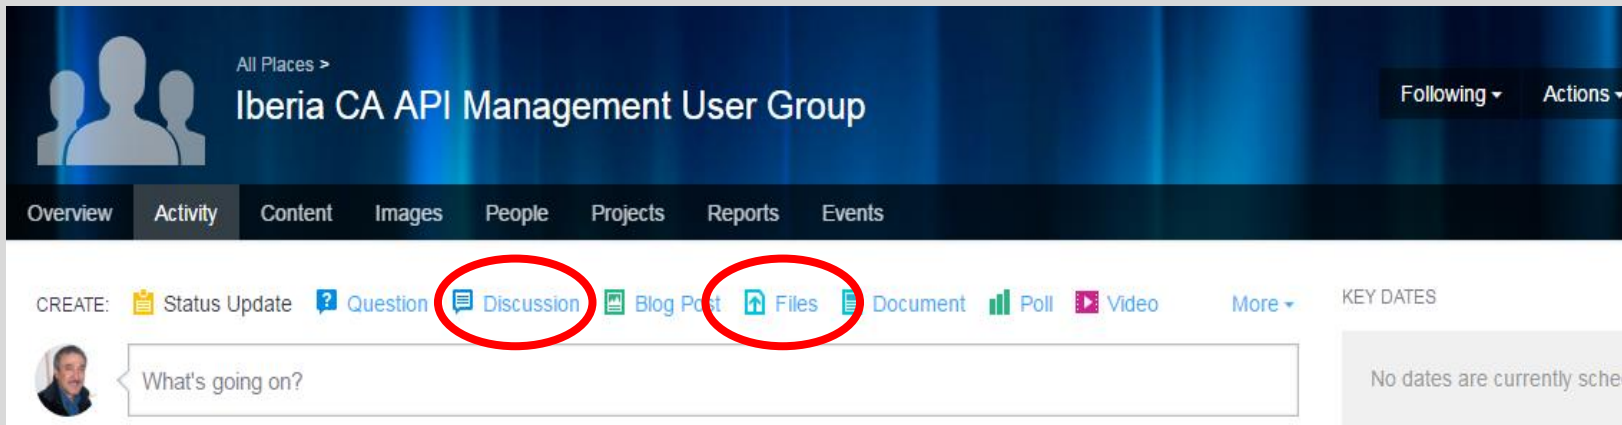 All Places >
Iberia CA API Management User Group
Following Actions
Overview Activity Content Images People Projects Reports Events
CREATE: Status Update Question Discussion Blog Post Files Document Poll Video More
KEY DATES
What's going on?
No dates are currently